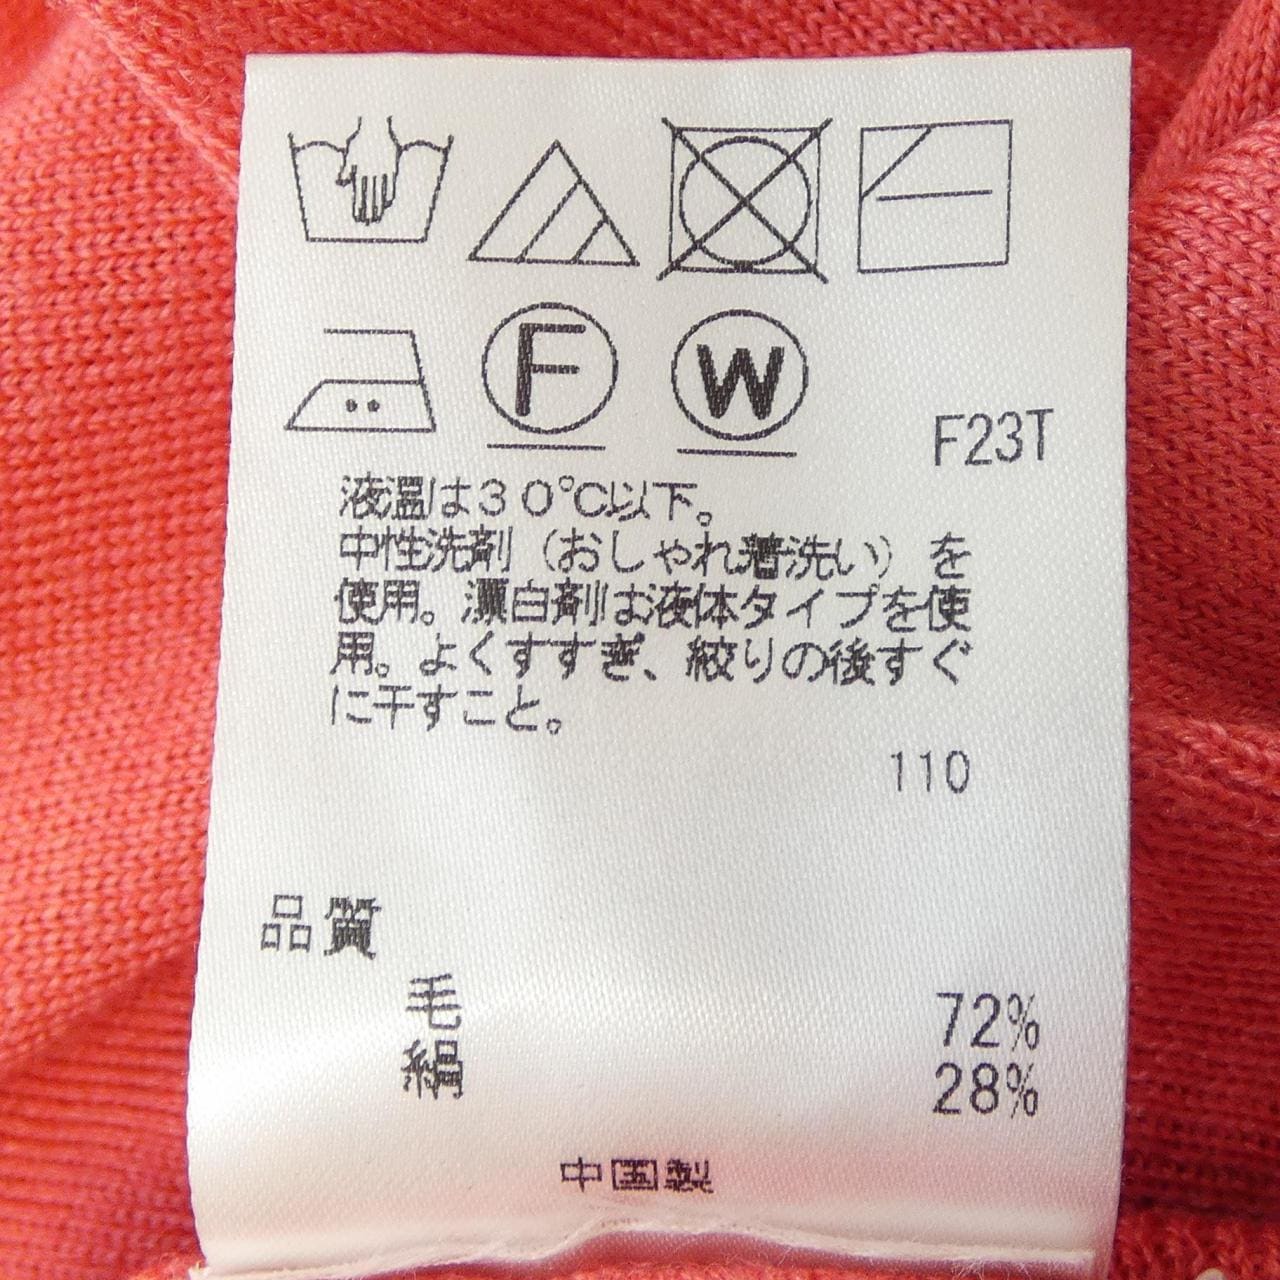 F W
F23T
液温は30℃以下。
中性洗剤（おしゃれ着洗い）を
使用。漂白剤は液体タイプを使
用。よくすすぎ、絞りの後すぐ
に干すこと。
110
品質
毛 72%
絹 28%
中国製